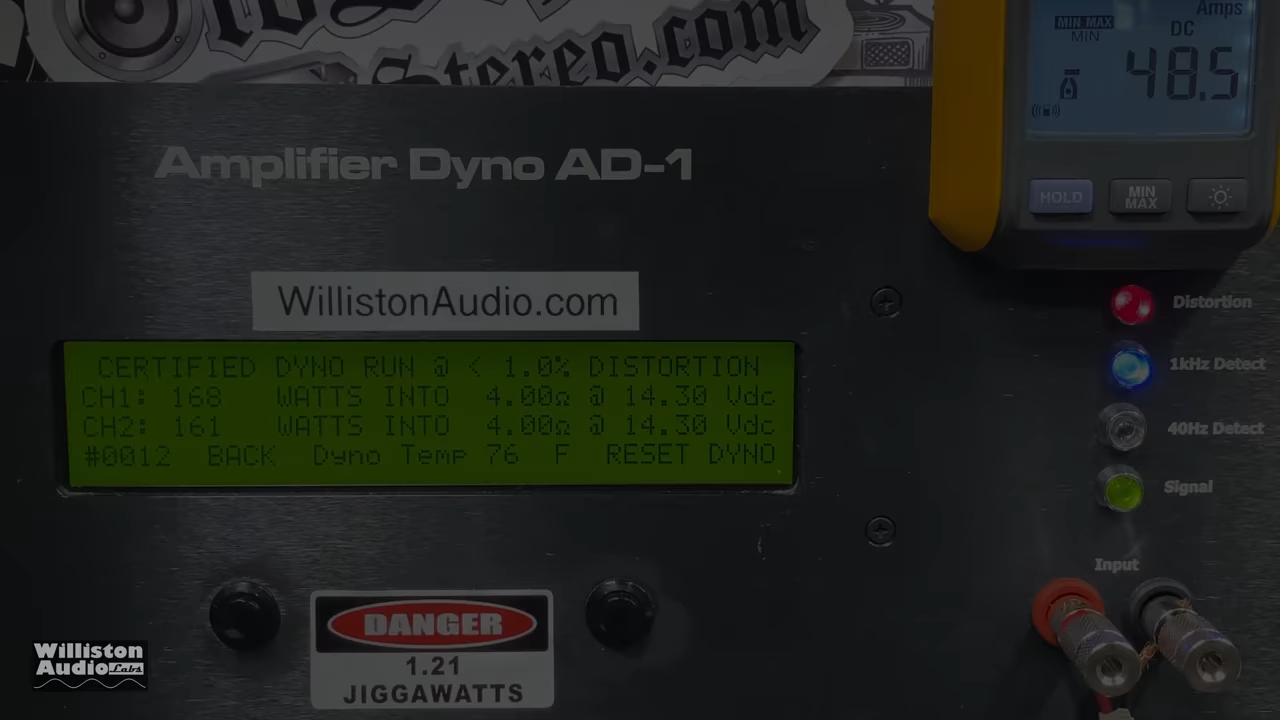 Stereo.com
Amps
MIN MAX
MIN
DC
48.5
HOLD
MIN
MAX
Amplifier Dyno AD-1
WillistonAudio.com
CERTIFIED DYNO RUN @ < 1.0% DISTORTION
CH1: 168 WATTS INTO 4.00Ω @ 14.30 Vdc
CH2: 161 WATTS INTO 4.00Ω @ 14.30 Vdc
#0012 BACK Dyno Temp 76 F RESET DYNO
Distortion
1kHz Detect
40Hz Detect
Signal
Input
DANGER
1.21
JIGGAWATTS
Williston
Audio Labs